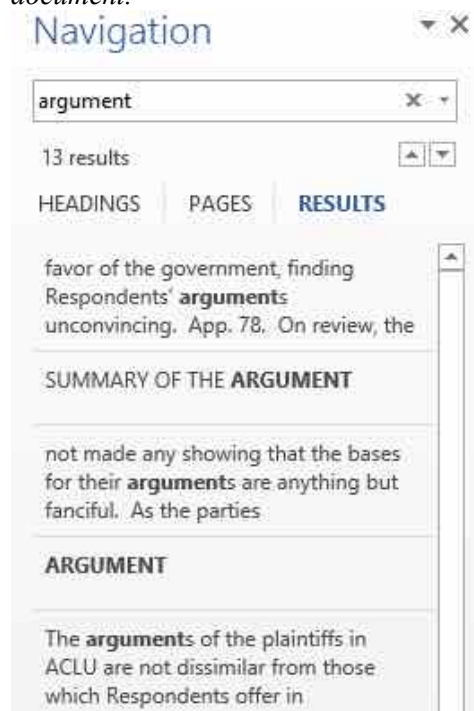 document.
Navigation
argument
13 results
HEADINGS PAGES RESULTS
favor of the government, finding
Respondents' arguments
unconvincing. App. 78. On review, the
SUMMARY OF THE ARGUMENT
not made any showing that the bases
for their arguments are anything but
fanciful. As the parties
ARGUMENT
The arguments of the plaintiffs in
ACLU are not dissimilar from those
which Respondents offer in